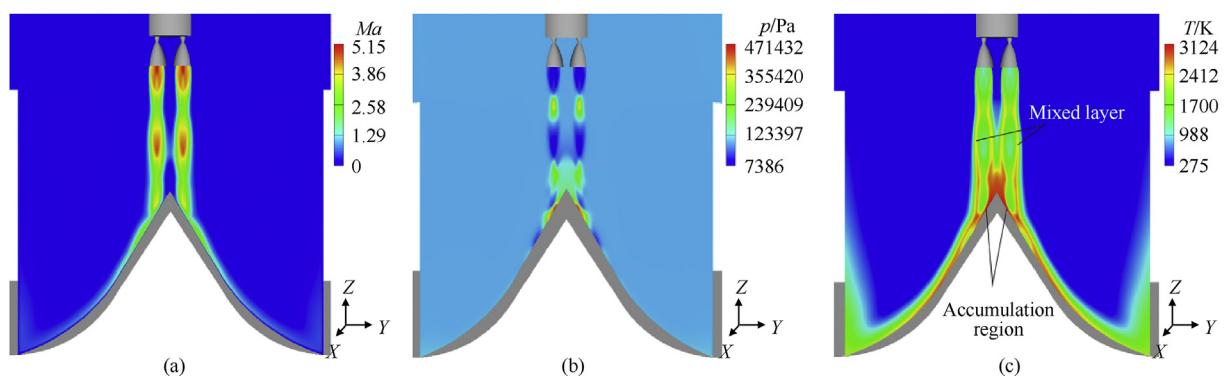 Ma
5.15
3.86
2.58
1.29
0
Z
Y
X
(a)
p/Pa
471432
355420
239409
123397
7386
Z
Y
X
(b)
T/K
3124
2412
1700
988
275
Mixed layer
Accumulation
region
Z
Y
X
(c)